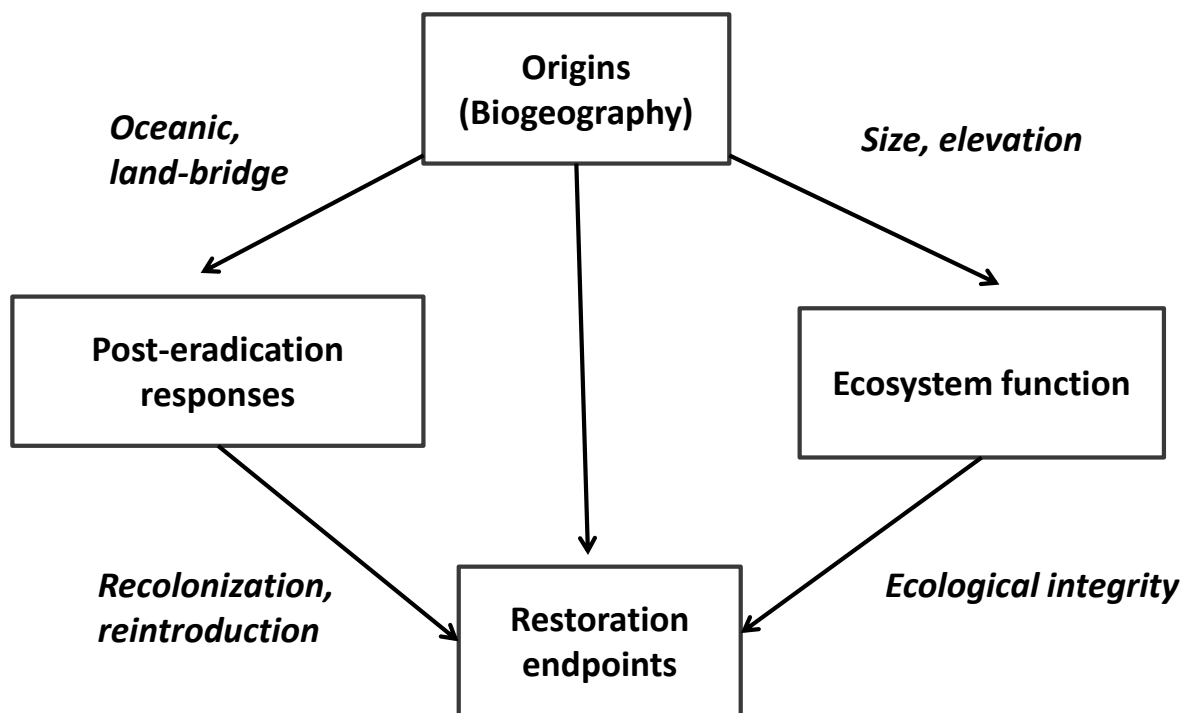 Origins
(Biogeography)
Oceanic,
land-bridge
Size, elevation
Post-eradication
responses
Ecosystem function
Recolonization,
reintroduction
Ecological integrity
Restoration
endpoints